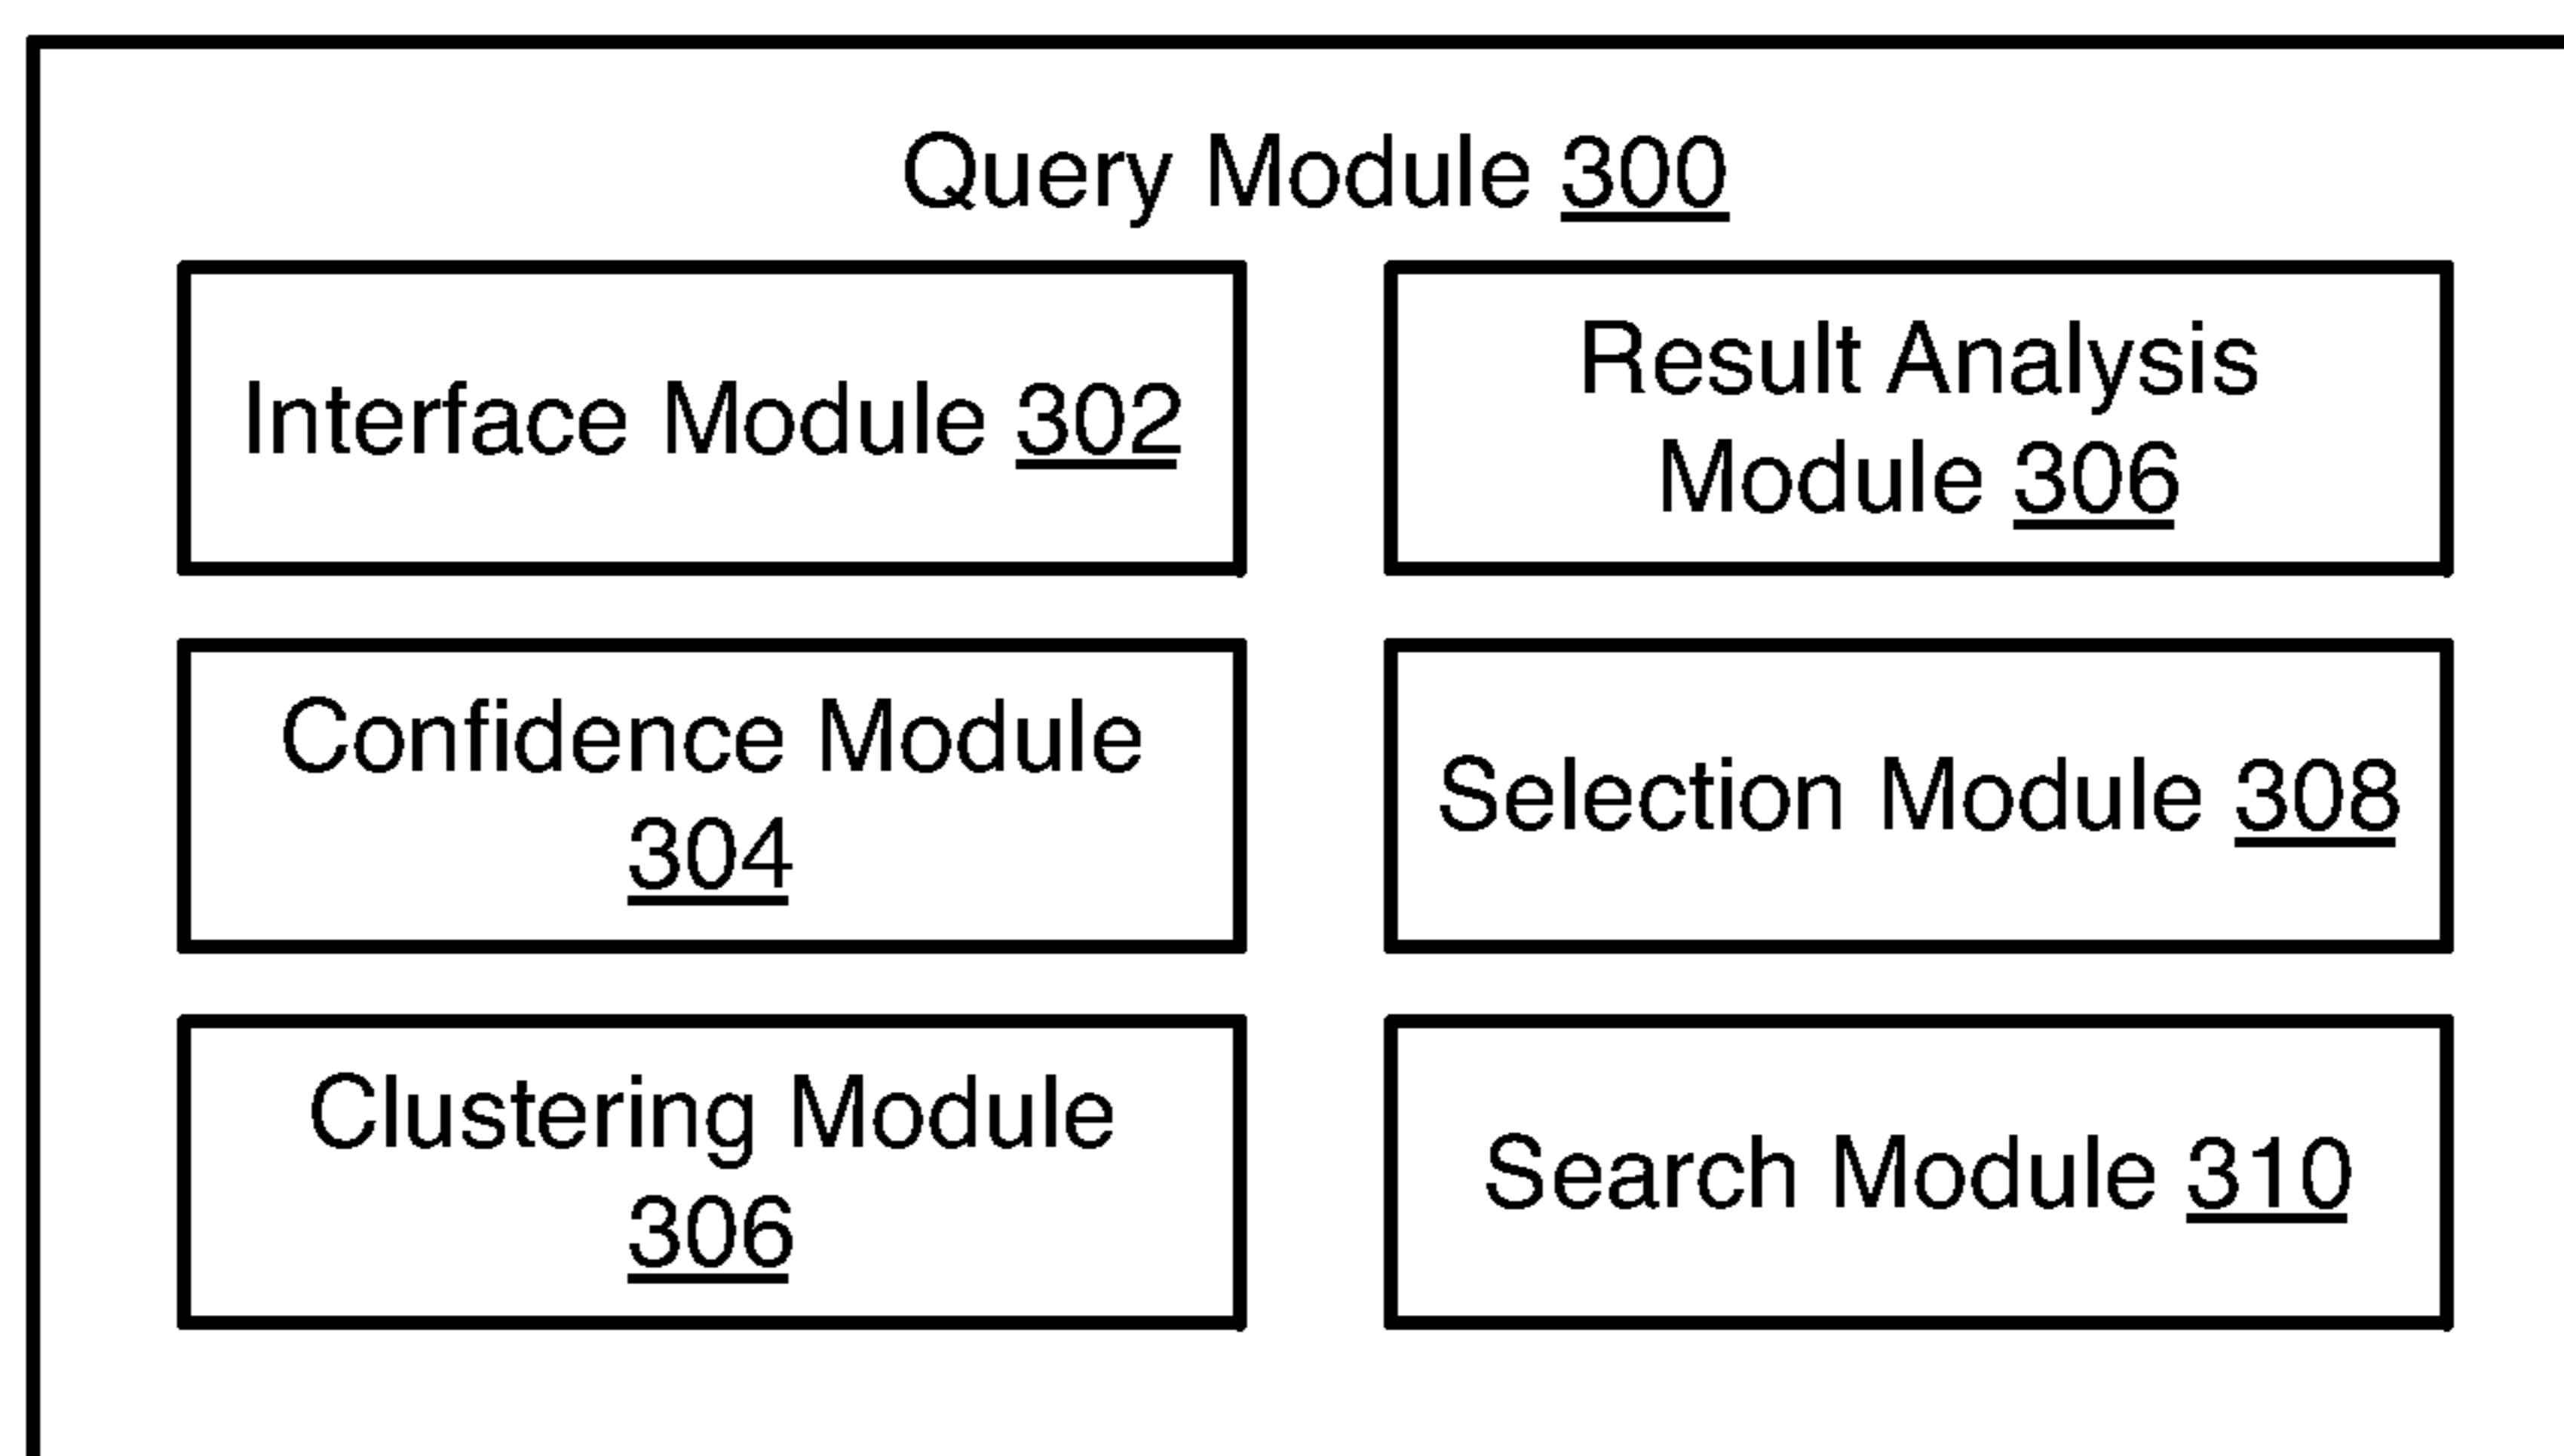 Query Module 300
Interface Module 302
Result Analysis
Module 306
Confidence Module
304
Selection Module 308
Clustering Module
306
Search Module 310